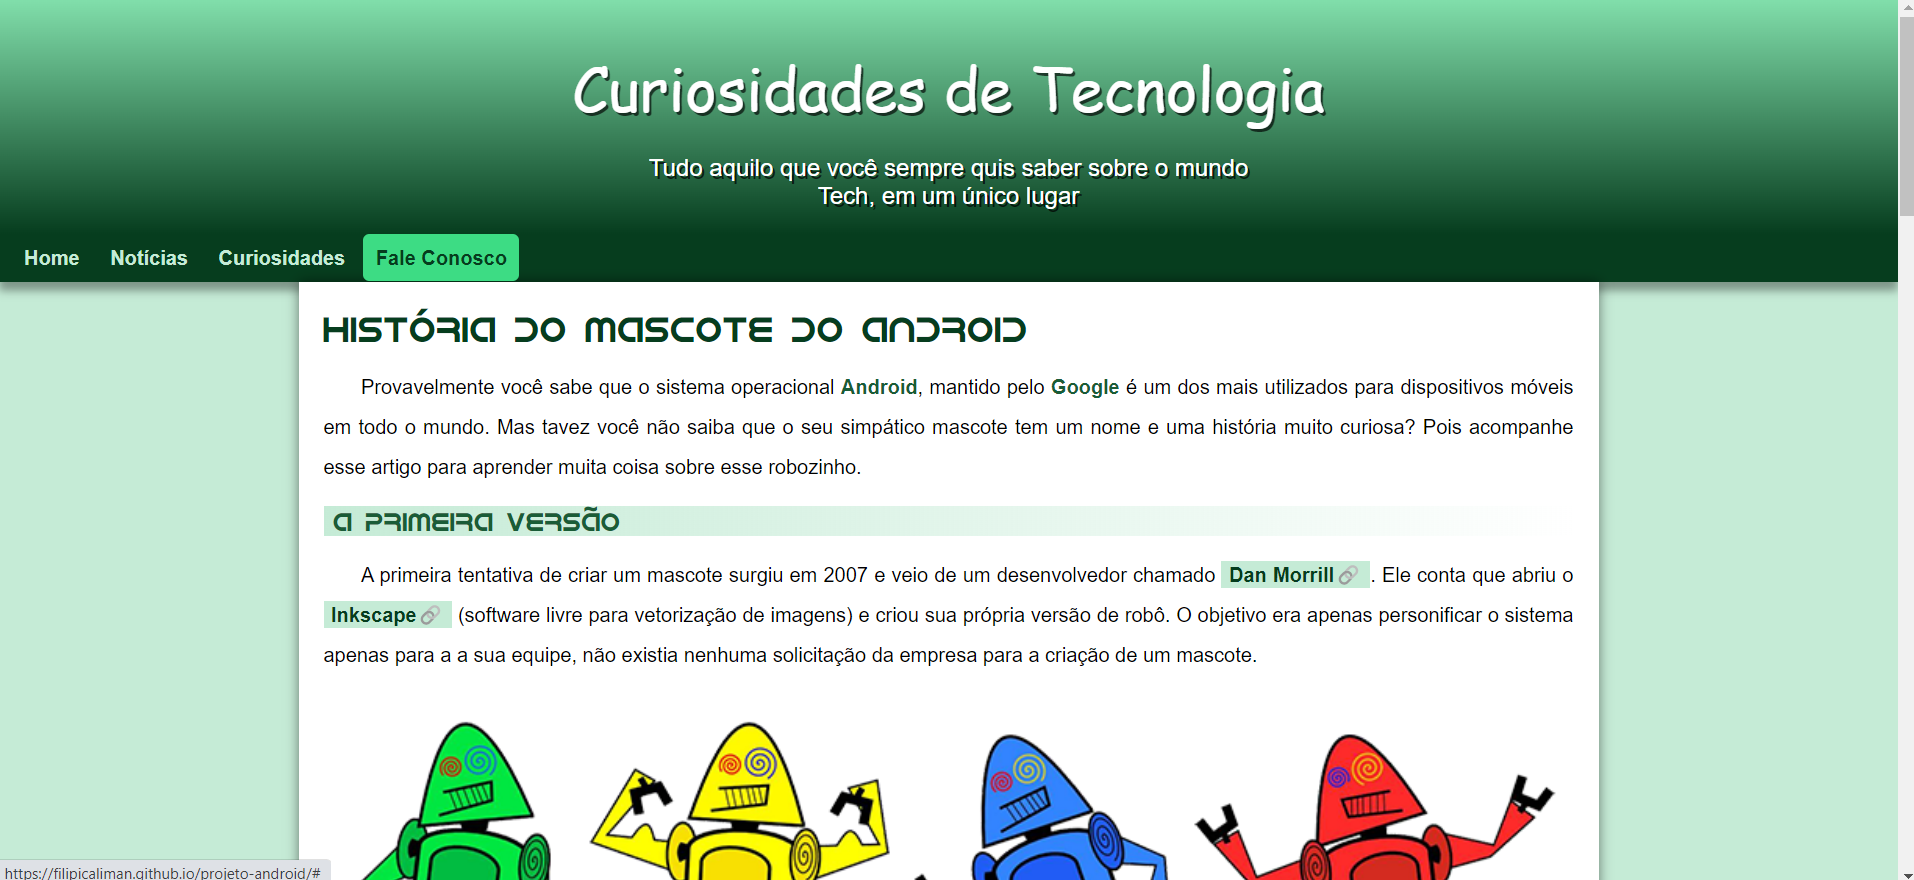 Curiosidades de Tecnologia
Tudo aquilo que você sempre quis saber sobre o mundo
Tech, em um único lugar
Home Notícias Curiosidades Fale Conosco
História do Mascote do Android
Provavelmente você sabe que o sistema operacional Android, mantido pelo Google é um dos mais utilizados para dispositivos móveis
em todo o mundo. Mas tavez você não saiba que o seu simpático mascote tem um nome e uma história muito curiosa? Pois acompanhe
esse artigo para aprender muita coisa sobre esse robozinho.
A primeira versão
A primeira tentativa de criar um mascote surgiu em 2007 e veio de um desenvolvedor chamado Dan Morrill. Ele conta que abriu o
Inkscape (software livre para vetorização de imagens) e criou sua própria versão de robô. O objetivo era apenas personificar o sistema
apenas para a a sua equipe, não existia nenhuma solicitação da empresa para a criação de um mascote.
https://filipicaliman.github.io/projeto-android/#